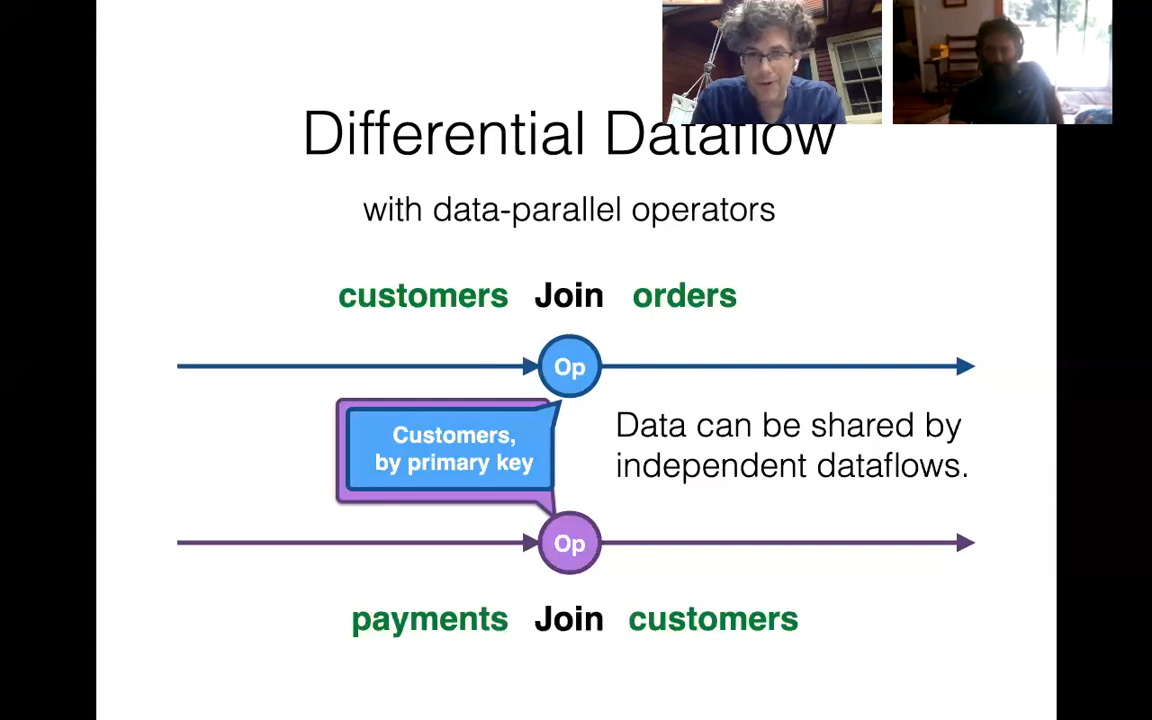 Differential Dataflow
with data-parallel operators
customers Join orders
Op
Customers,
by primary key
Data can be shared by
independent dataflows.
Op
payments Join customers